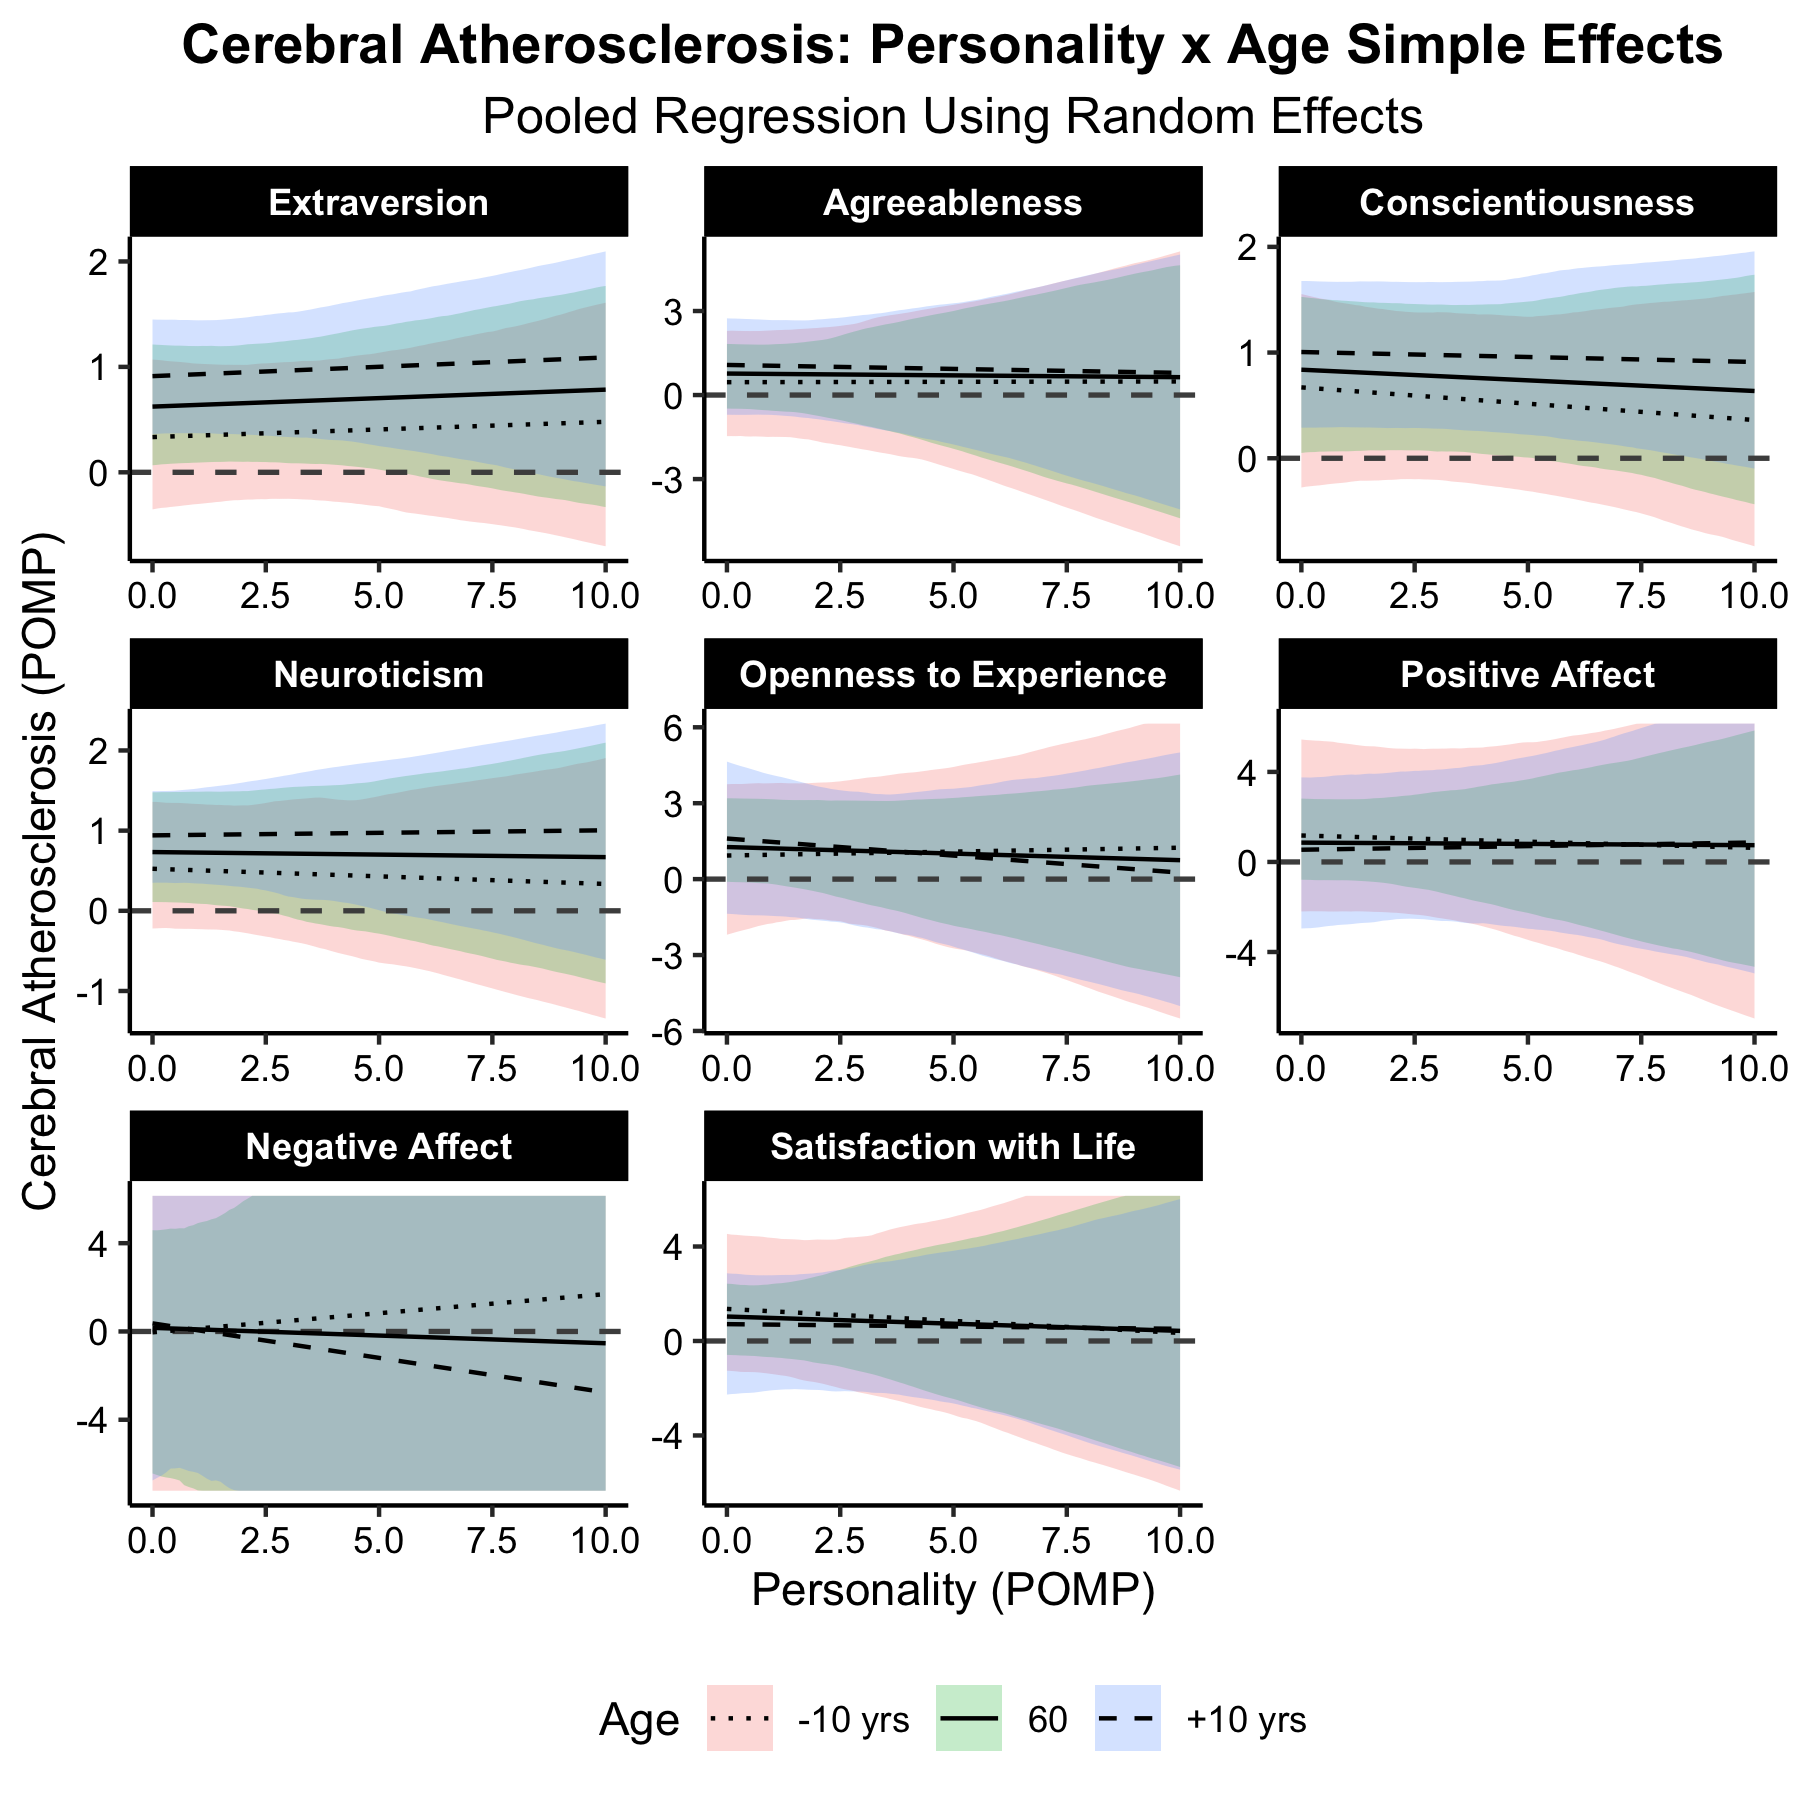 Cerebral Atherosclerosis: Personality x Age Simple Effects
Pooled Regression Using Random Effects
Cerebral Atherosclerosis (POMP)
Extraversion
2
1
0
0.0 2.5 5.0 7.5 10.0
Agreeableness
3
0
-3
0.0 2.5 5.0 7.5 10.0
Conscientiousness
2
1
0
0.0 2.5 5.0 7.5 10.0
Neuroticism
2
1
0
-1
0.0 2.5 5.0 7.5 10.0
Openness to Experience
6
3
0
-3
-6
0.0 2.5 5.0 7.5 10.0
Positive Affect
4
0
-4
0.0 2.5 5.0 7.5 10.0
Negative Affect
4
0
-4
0.0 2.5 5.0 7.5 10.0
Satisfaction with Life
4
0
-4
0.0 2.5 5.0 7.5 10.0
Personality (POMP)
Age -10 yrs 60 +10 yrs